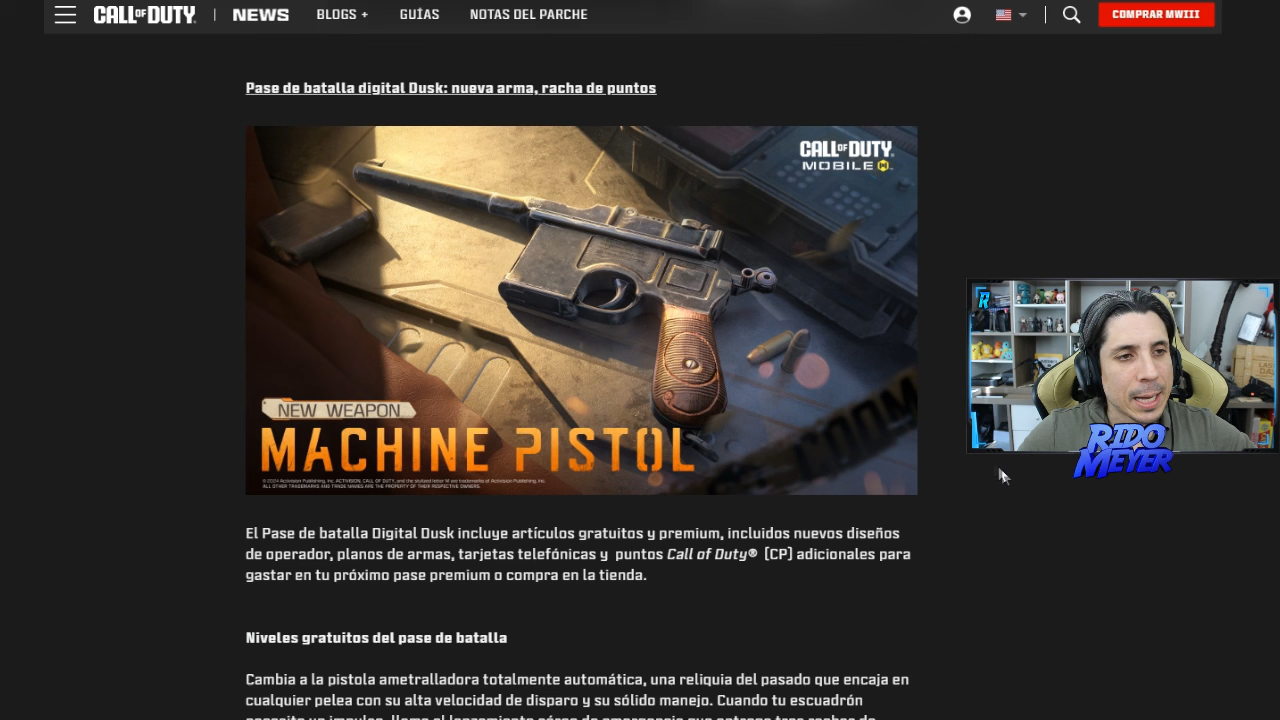 CALL OF DUTY | NEWS BLOGS + GUÍAS NOTAS DEL PARCHE COMPRAR MWIII
Pase de batalla digital Dusk: nueva arma, racha de puntos
CALL OF DUTY
MOBILE
NEW WEAPON
MACHINE PISTOL
© 2024 Activision Publishing, Inc. ACTIVISION, CALL OF DUTY, and the stylized letter M are trademarks of Activision Publishing, Inc.
ALL OTHER TRADEMARKS AND TRADE NAMES ARE THE PROPERTY OF THEIR RESPECTIVE OWNERS.
R
RIDO
MEYER
El Pase de batalla Digital Dusk incluye artículos gratuitos y premium, incluidos nuevos diseños
de operador, planos de armas, tarjetas telefónicas y puntos Call of Duty® (CP) adicionales para
gastar en tu próximo pase premium o compra en la tienda.
Niveles gratuitos del pase de batalla
Cambia a la pistola ametralladora totalmente automática, una reliquia del pasado que encaja en
cualquier pelea con su alta velocidad de disparo y su sólido manejo. Cuando tu escuadrón